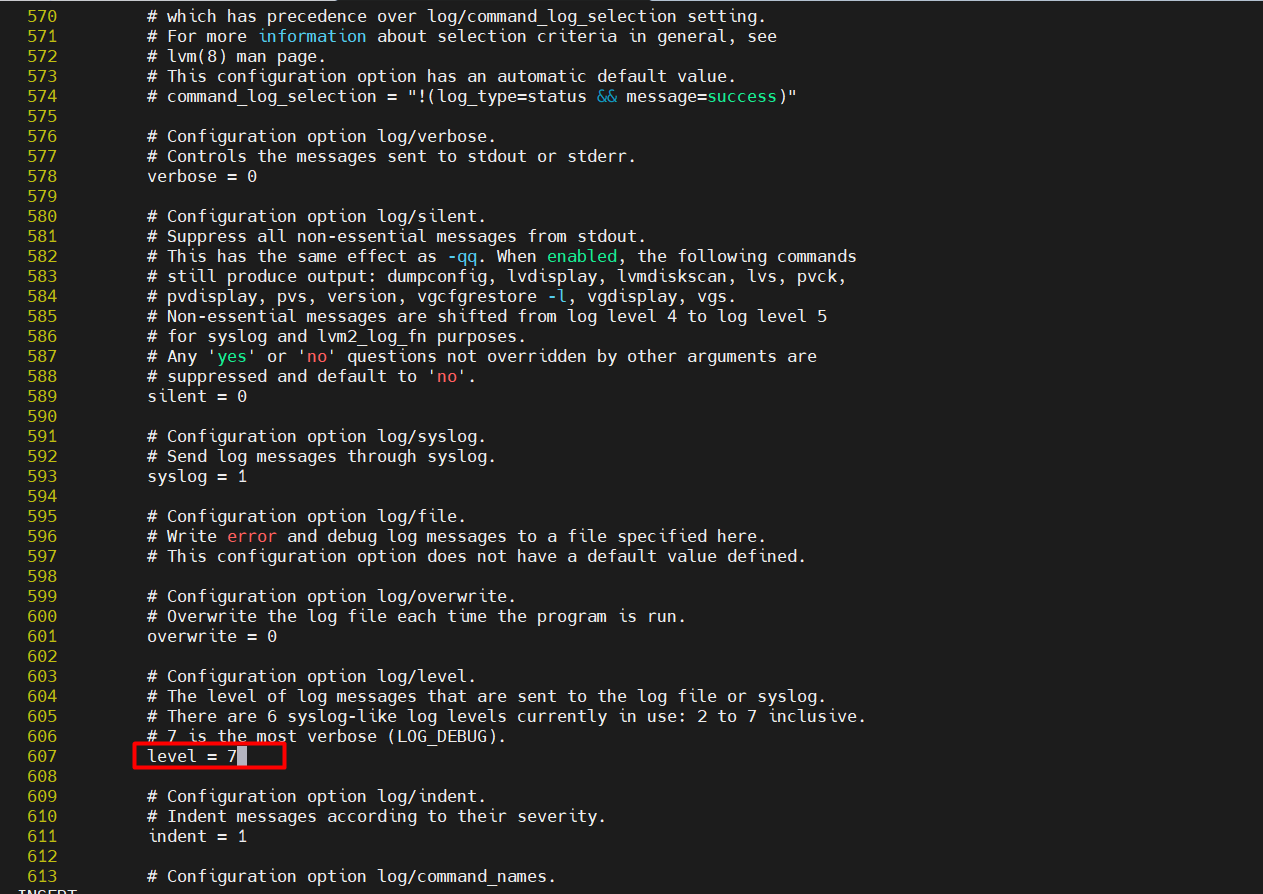 570 # which has precedence over log/command_log_selection setting.
571 # For more information about selection criteria in general, see
572 # lvm(8) man page.
573 # This configuration option has an automatic default value.
574 # command_log_selection = "!(log_type=status && message=success)"
575
576 # Configuration option log/verbose.
577 # Controls the messages sent to stdout or stderr.
578 verbose = 0
579
580 # Configuration option log/silent.
581 # Suppress all non-essential messages from stdout.
582 # This has the same effect as -qq. When enabled, the following commands
583 # still produce output: dumpconfig, lvdisplay, lvmdiskscan, lvs, pvck,
584 # pvdisplay, pvs, version, vgcfgrestore -l, vgdisplay, vgs.
585 # Non-essential messages are shifted from log level 4 to log level 5
586 # for syslog and lvm2_log_fn purposes.
587 # Any 'yes' or 'no' questions not overridden by other arguments are
588 # suppressed and default to 'no'.
589 silent = 0
590
591 # Configuration option log/syslog.
592 # Send log messages through syslog.
593 syslog = 1
594
595 # Configuration option log/file.
596 # Write error and debug log messages to a file specified here.
597 # This configuration option does not have a default value defined.
598
599 # Configuration option log/overwrite.
600 # Overwrite the log file each time the program is run.
601 overwrite = 0
602
603 # Configuration option log/level.
604 # The level of log messages that are sent to the log file or syslog.
605 # There are 6 syslog-like log levels currently in use: 2 to 7 inclusive.
606 # 7 is the most verbose (LOG_DEBUG).
607 level = 7
608
609 # Configuration option log/indent.
610 # Indent messages according to their severity.
611 indent = 1
612
613 # Configuration option log/command_names.
INSERT